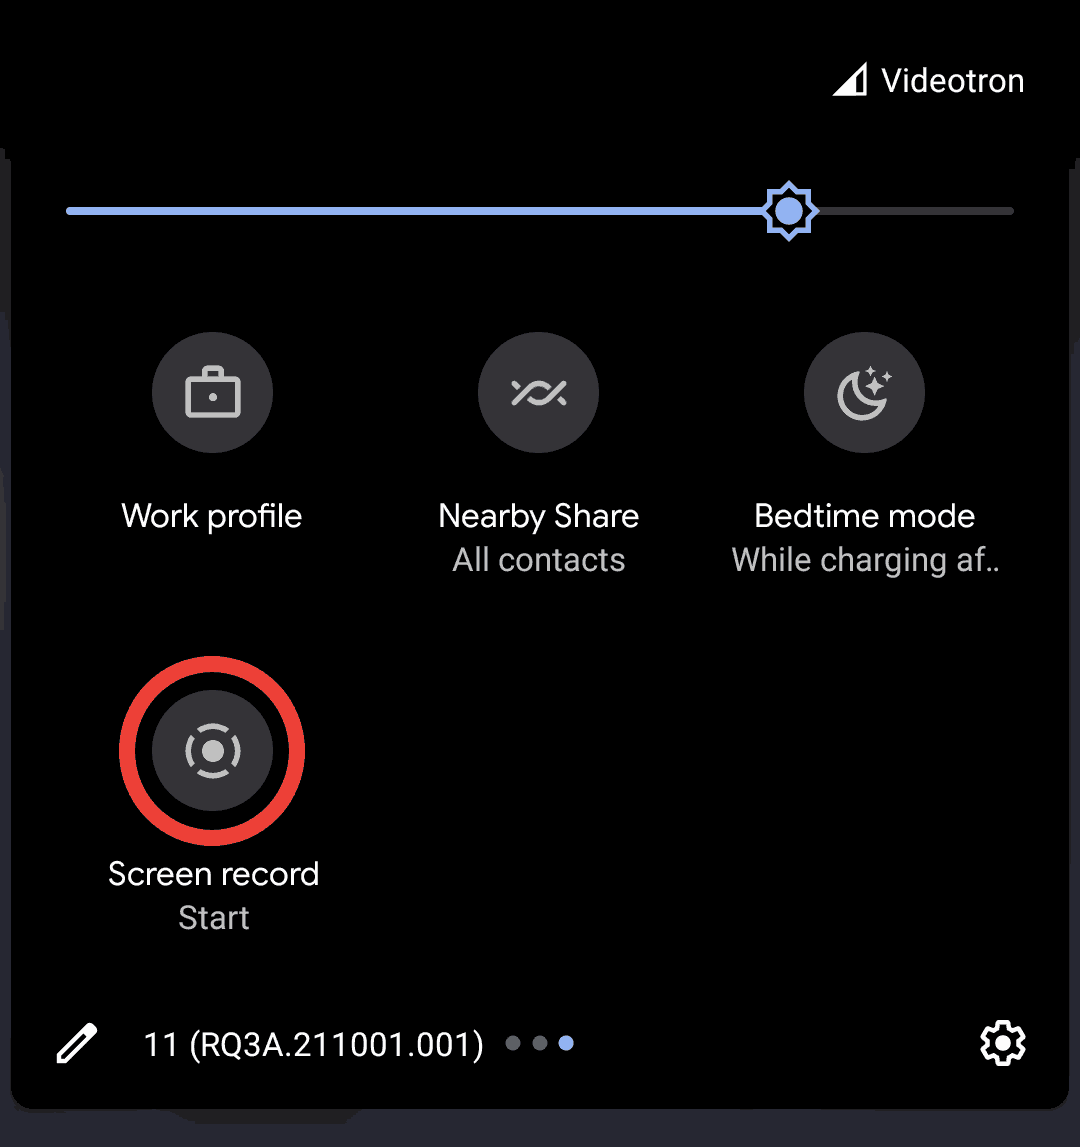 Videotron
Work profile
Nearby Share
All contacts
Bedtime mode
While charging af..
Screen record
Start
11 (RQ3A.211001.001)